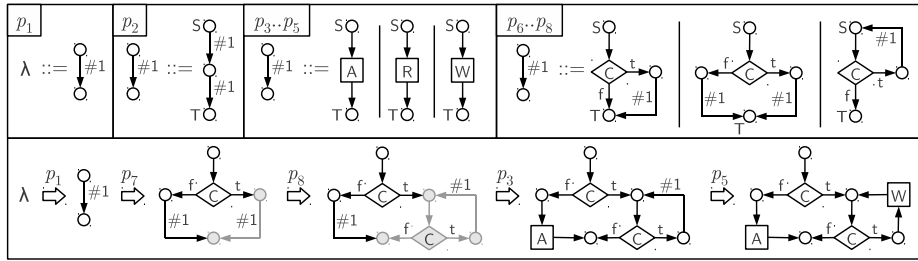 p1 p2 p3..p5 p6..p8
λ ::= #1
#1 ::= S #1 #1 T
#1 ::= S A T R W
#1 ::= S C t f #1 T
S f C t #1 #1 T
S #1 C t f T
λ p1 #1 p7 f C t #1 #1 p8 f C t #1 #1 f C t p3 f C t #1 A f C t p5 f C t W A f C t